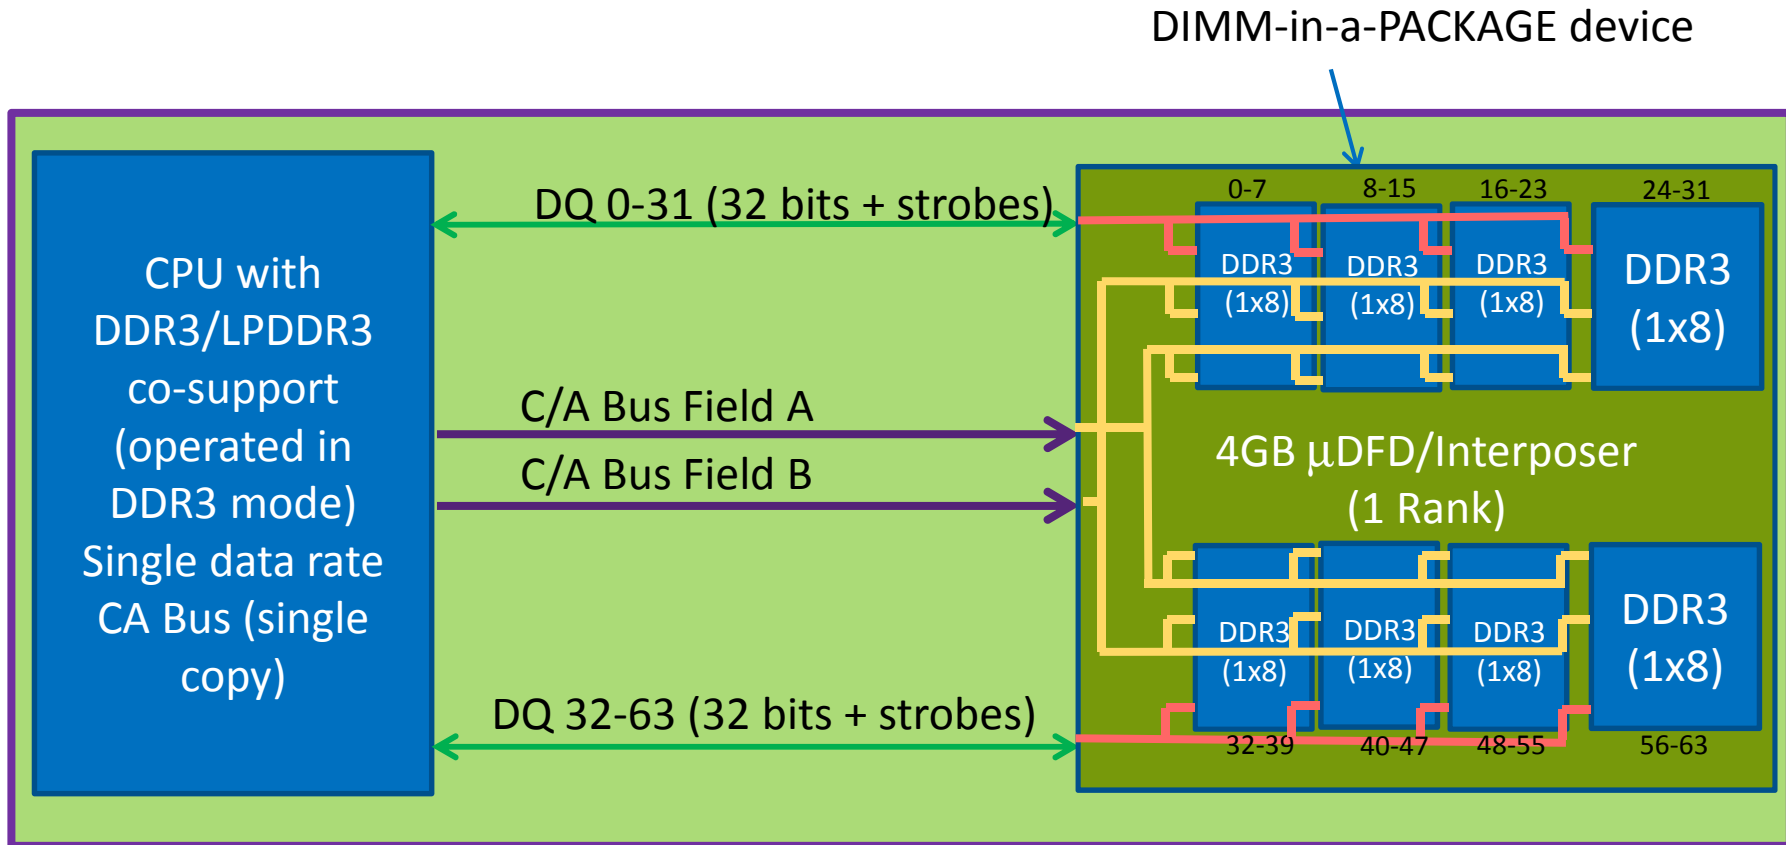 DIMM-in-a-PACKAGE device
CPU with
DDR3/LPDDR3
co-support
(operated in
DDR3 mode)
Single data rate
CA Bus (single
copy)
DQ 0-31 (32 bits + strobes)
C/A Bus Field A
C/A Bus Field B
DQ 32-63 (32 bits + strobes)
0-7
8-15
16-23
24-31
DDR3
(1x8)
DDR3
(1x8)
DDR3
(1x8)
DDR3
(1x8)
4GB μDFD/Interposer
(1 Rank)
DDR3
(1x8)
DDR3
(1x8)
DDR3
(1x8)
DDR3
(1x8)
32-39
40-47
48-55
56-63